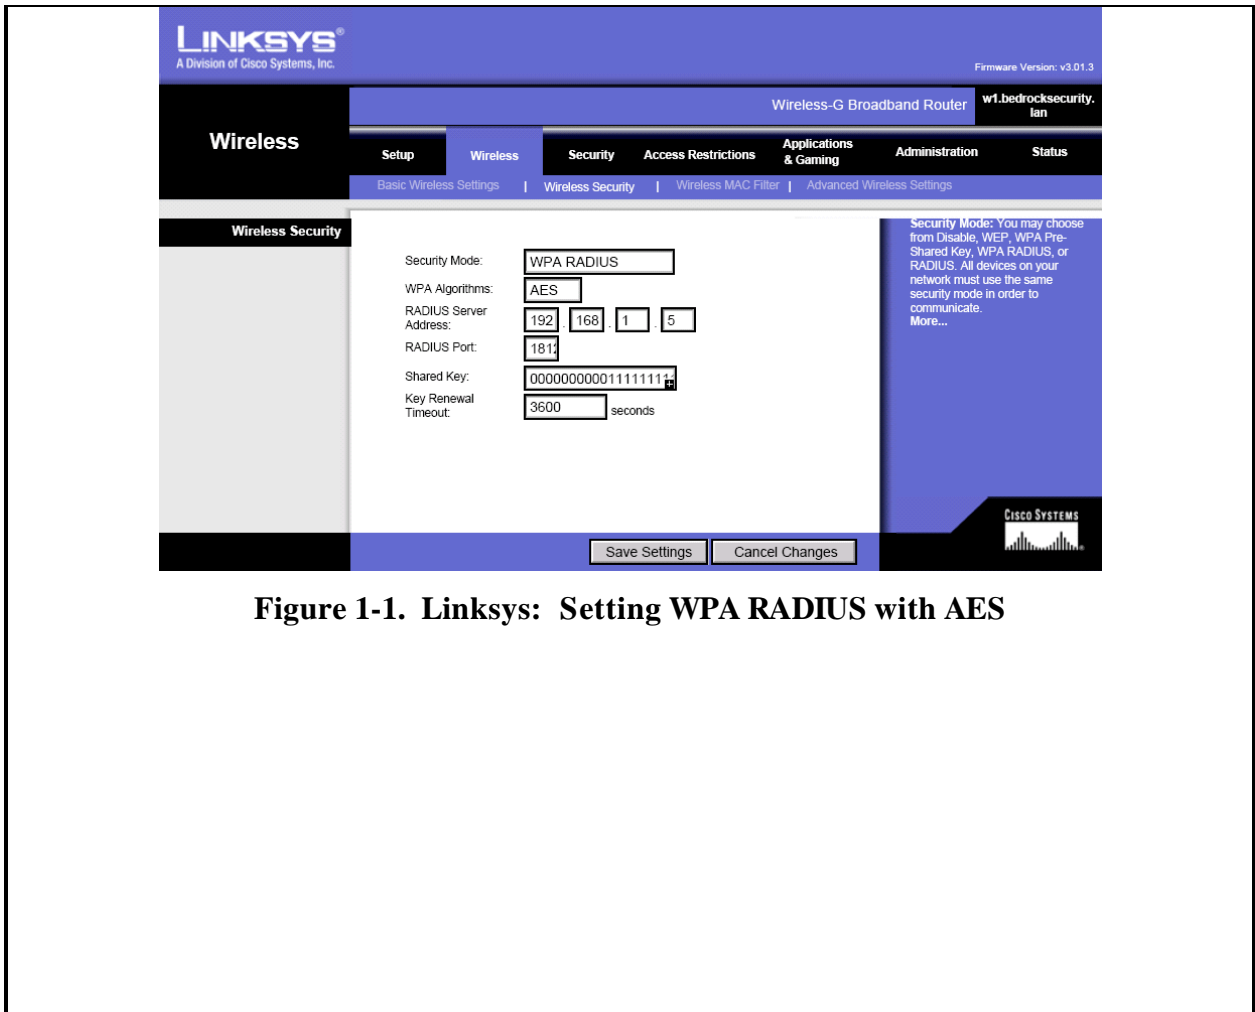 LINKSYS®
A Division of Cisco Systems, Inc.
Firmware Version: v3.01.3
Wireless-G Broadband Router
w1.bedrocksecurity.
lan
Wireless
Setup
Wireless
Security
Access Restrictions
Applications
& Gaming
Administration
Status
Basic Wireless Settings | Wireless Security | Wireless MAC Filter | Advanced Wireless Settings
Wireless Security
Security Mode: WPA RADIUS
WPA Algorithms: AES
RADIUS Server
Address: 192 . 168 . 1 . 5
RADIUS Port: 181
Shared Key: 00000000001111111
Key Renewal
Timeout: 3600 seconds
Security Mode: You may choose
from Disable, WEP, WPA Pre-
Shared Key, WPA RADIUS, or
RADIUS. All devices on your
network must use the same
security mode in order to
communicate.
More...
CISCO SYSTEMS
Save Settings
Cancel Changes
Figure 1-1. Linksys: Setting WPA RADIUS with AES